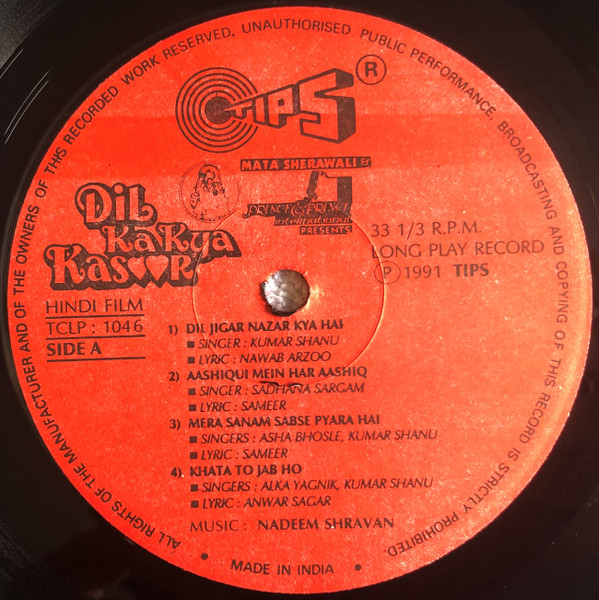 ALL RIGHTS OF THE MANUFACTURER AND OF THE OWNERS OF THIS RECORDED WORK RESERVED. UNAUTHORISED PUBLIC PERFORMANCE, BROADCASTING AND COPYING OF THIS RECORD IS STRICTLY PROHIBITED.
TIPS ®
MATA SHERAWALI &
PRINCE & PRINCE
International
PRESENTS
DiL
KaKya
Kasoor
33 1/3 R.P.M.
LONG PLAY RECORD
Ⓟ 1991 TIPS
HINDI FILM
TCLP : 1046
SIDE A
1) DIL JIGAR NAZAR KYA HAI
■ SINGER : KUMAR SHANU
■ LYRIC : NAWAB ARZOO
2) AASHIQUI MEIN HAR AASHIQ
■ SINGER : SADHANA SARGAM
■ LYRIC : SAMEER
3) MERA SANAM SABSE PYARA HAI
■ SINGERS : ASHA BHOSLE, KUMAR SHANU
■ LYRIC : SAMEER
4). KHATA TO JAB HO
■ SINGERS : ALKA YAGNIK, KUMAR SHANU
■ LYRIC : ANWAR SAGAR
MUSIC : NADEEM SHRAVAN
• MADE IN INDIA •